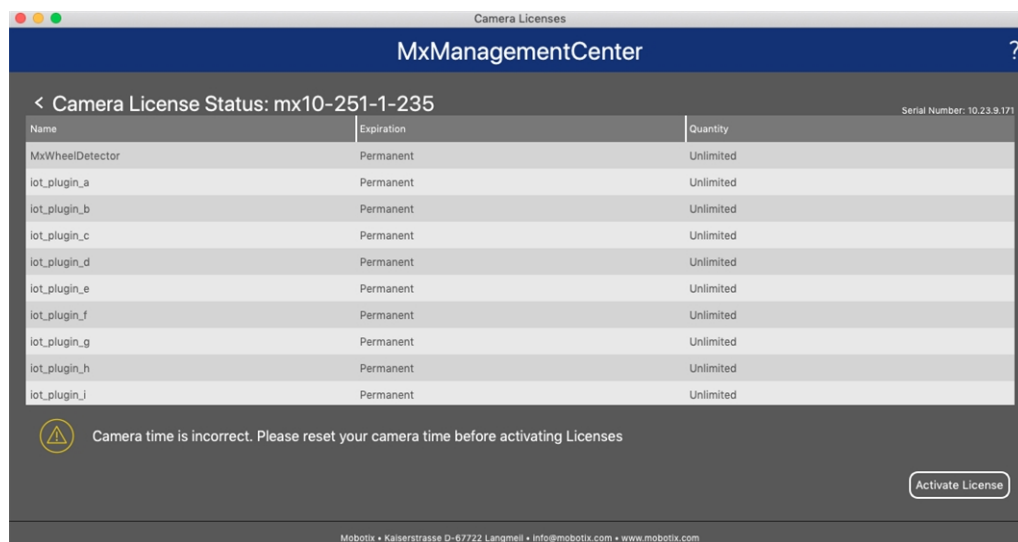 Camera Licenses
MxManagementCenter
?
< Camera License Status: mx10-251-1-235
Serial Number: 10.23.9.171
Name Expiration Quantity
MxWheelDetector Permanent Unlimited
iot_plugin_a Permanent Unlimited
iot_plugin_b Permanent Unlimited
iot_plugin_c Permanent Unlimited
iot_plugin_d Permanent Unlimited
iot_plugin_e Permanent Unlimited
iot_plugin_f Permanent Unlimited
iot_plugin_g Permanent Unlimited
iot_plugin_h Permanent Unlimited
iot_plugin_i Permanent Unlimited
Camera time is incorrect. Please reset your camera time before activating Licenses
Activate License
Mobotix • Kaiserstrasse D-67722 Langmeil • info@mobotix.com • www.mobotix.com